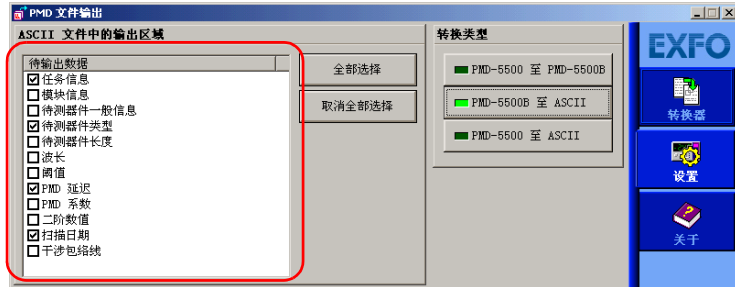 PMD 文件输出
ASCII 文件中的输出区域
待输出数据
任务信息
模块信息
待测器件一般信息
待测器件类型
待测器件长度
波长
阈值
PMD 延迟
PMD 系数
二阶数值
扫描日期
干涉包络线
全部选择
取消全部选择
转换类型
PMD-5500 至 PMD-5500B
PMD-5500B 至 ASCII
PMD-5500 至 ASCII
EXFO
转换器
设置
关于